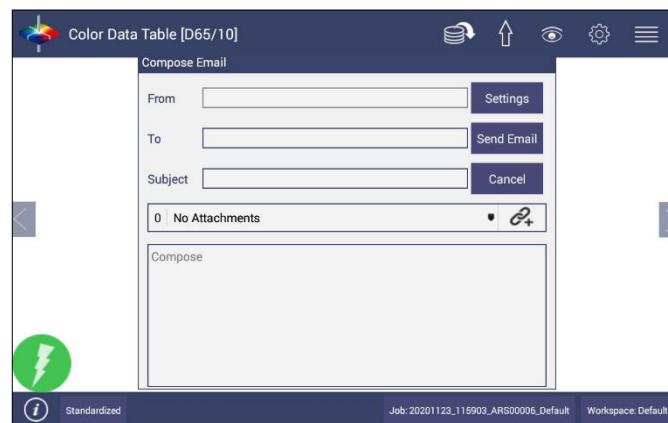 Color Data Table [D65/10]
Compose Email
From
Settings
To
Send Email
Subject
Cancel
0 No Attachments
Compose
i Standardized Job: 20201123_115903_ARS00006_Default Workspace: Default